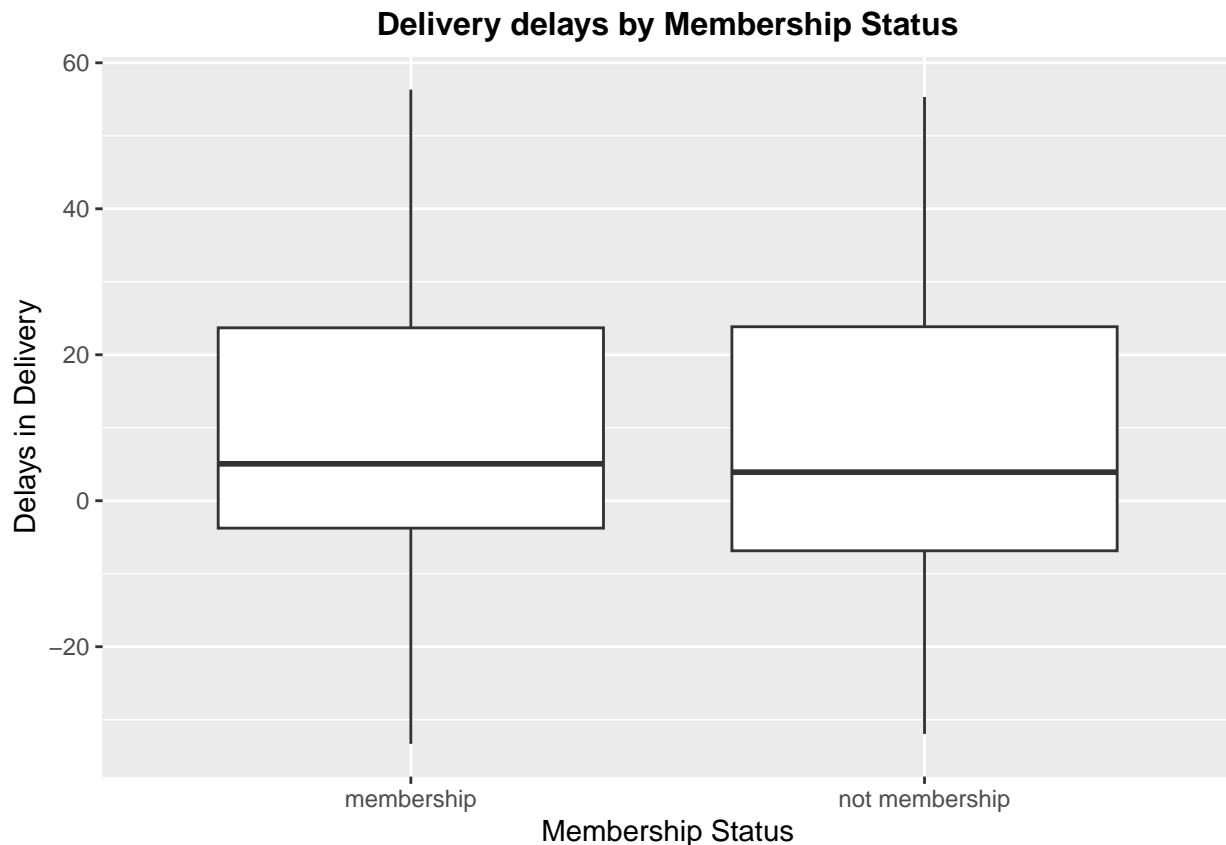 Delivery delays by Membership Status
60
40
20
0
−20
Delays in Delivery
membership
not membership
Membership Status